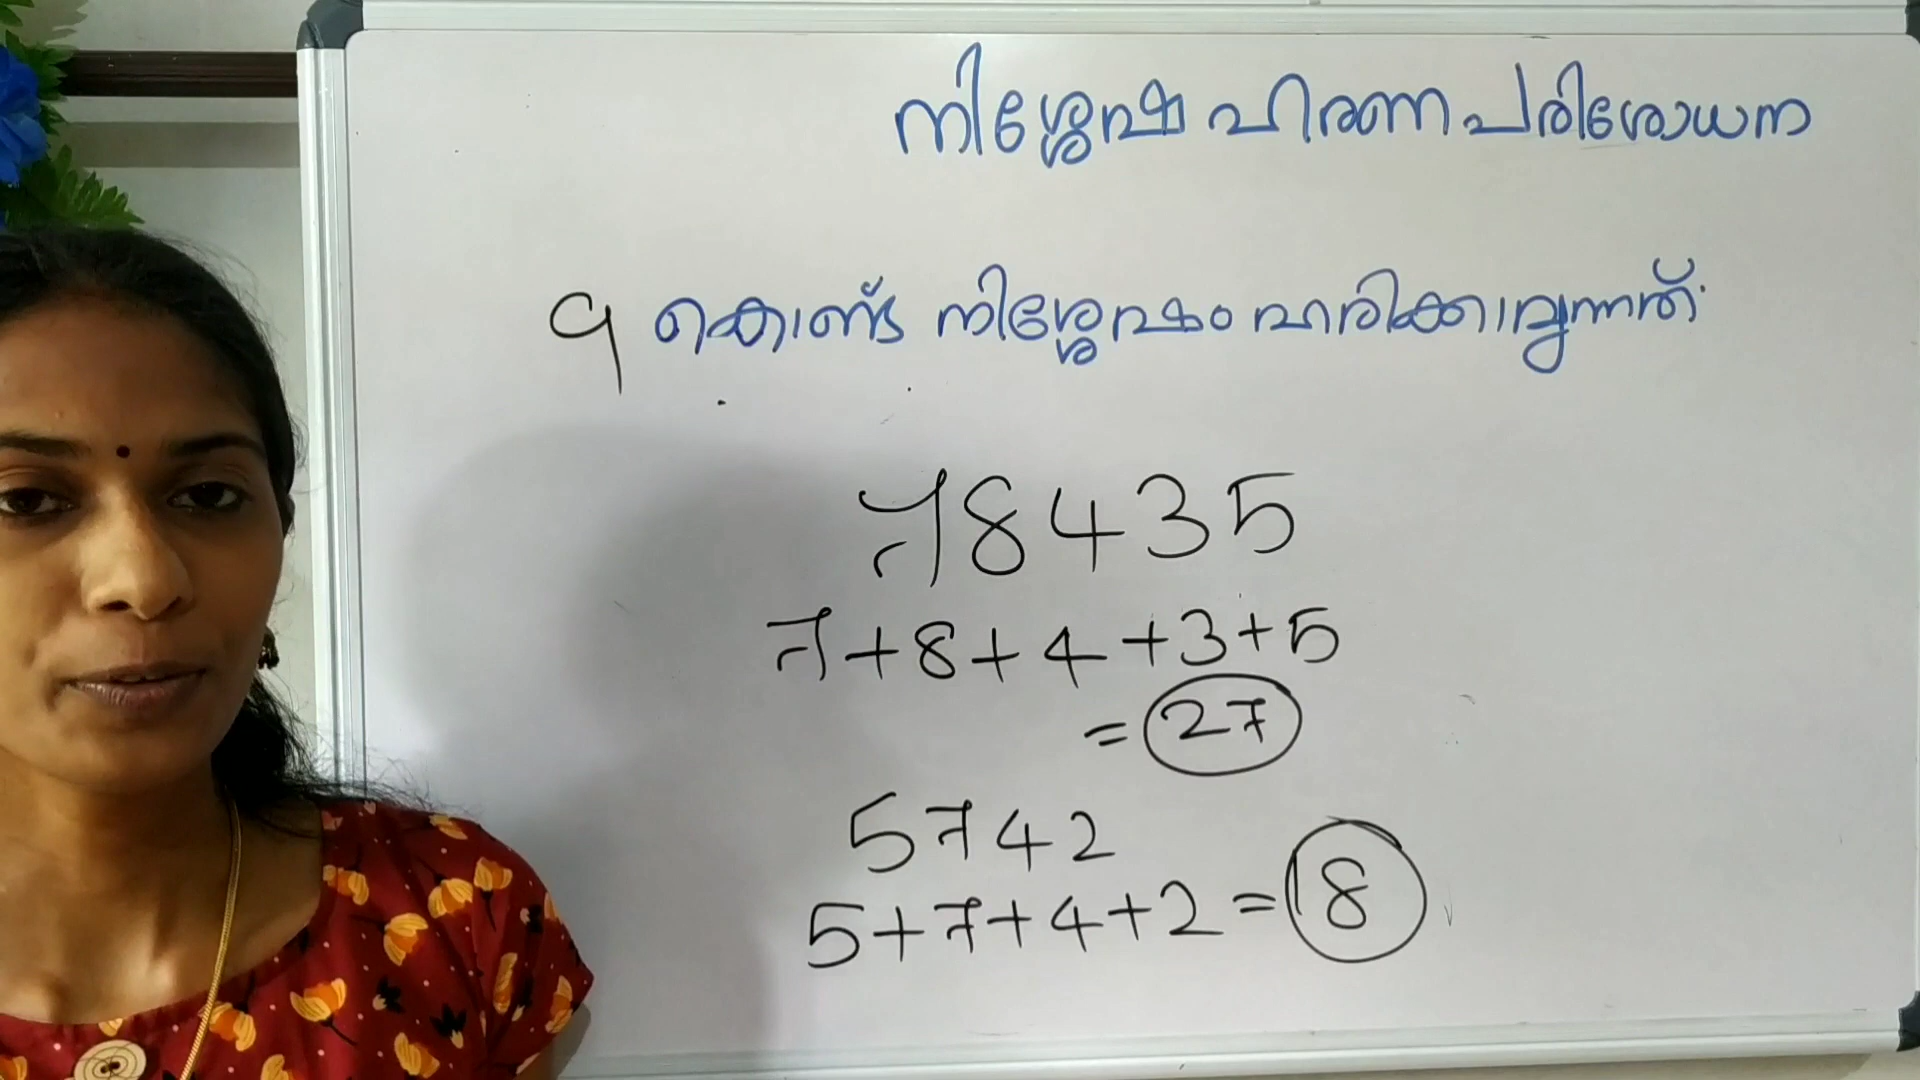 നിശ്ശേഷ ഹരണ പരിശോധന
9 കൊണ്ട് നിശ്ശേഷം ഹരിക്കാവുന്നത്
78435
7+8+4+3+5
= 27
5742
5+7+4+2 = 18